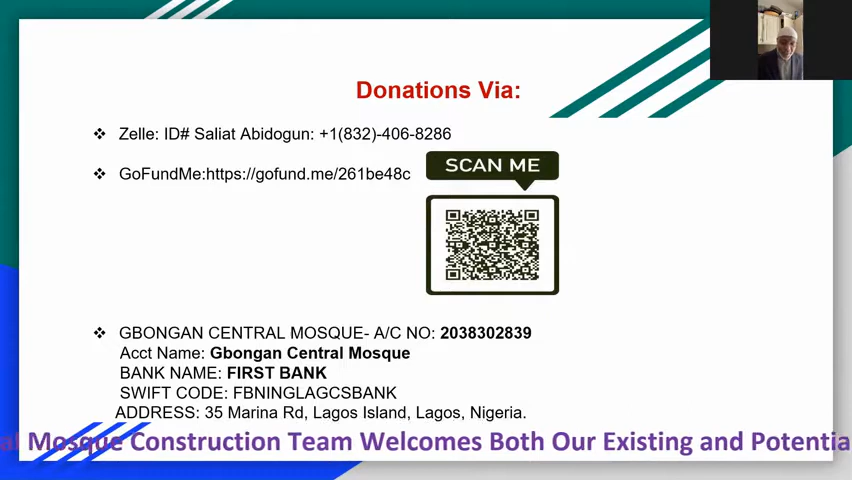 Donations Via:
❖ Zelle: ID# Saliat Abidogun: +1(832)-406-8286
❖ GoFundMe:https://gofund.me/261be48c
SCAN ME
❖ GBONGAN CENTRAL MOSQUE- A/C NO: 2038302839
Acct Name: Gbongan Central Mosque
BANK NAME: FIRST BANK
SWIFT CODE: FBNINGLAGCSBANK
ADDRESS: 35 Marina Rd, Lagos Island, Lagos, Nigeria.
al Mosque Construction Team Welcomes Both Our Existing and Potentia